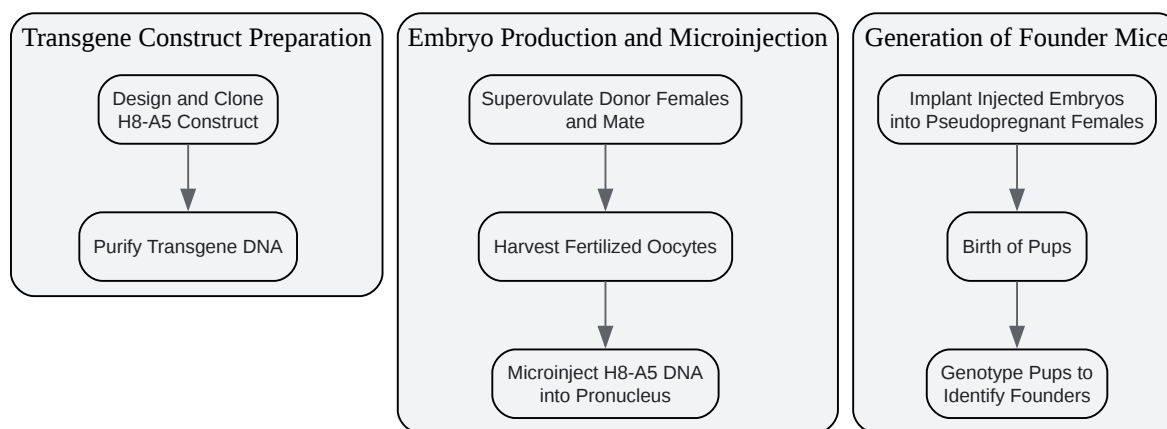 Transgene Construct Preparation
Design and Clone
H8-A5 Construct
Purify Transgene DNA
Embryo Production and Microinjection
Superovulate Donor Females
and Mate
Harvest Fertilized Oocytes
Microinject H8-A5 DNA
into Pronucleus
Generation of Founder Mice
Implant Injected Embryos
into Pseudopregnant Females
Birth of Pups
Genotype Pups to
Identify Founders